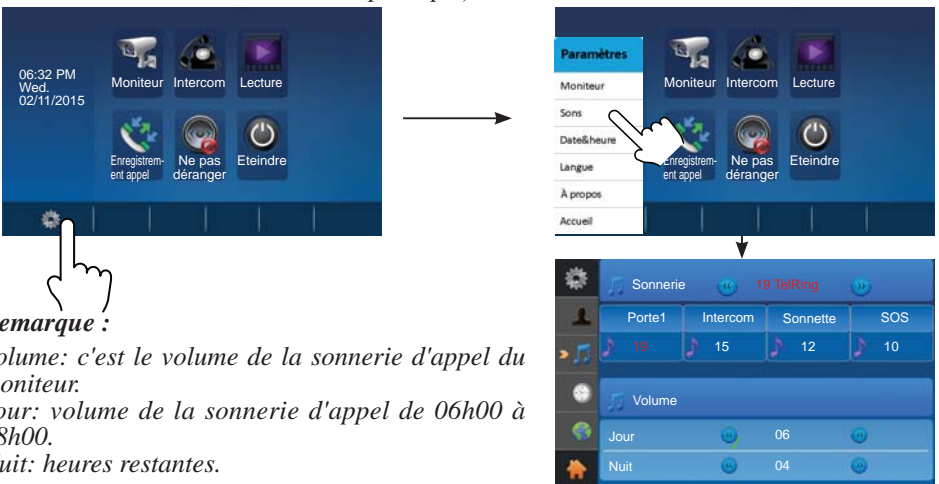 06:32 PM
Wed.
02/11/2015
Moniteur Intercom Lecture
Enregistrem-
ent appel
Ne pas
déranger
Eteindre
Paramètres
Moniteur
Sons
Date&heure
Langue
À propos
Accueil
Moniteur Intercom Lecture
Enregistrem-
ent appel
Ne pas
déranger
Eteindre
emarque :
olume: c'est le volume de la sonnerie d'appel du
oniteur.
our: volume de la sonnerie d'appel de 06h00 à
8h00.
uit: heures restantes.
Sonnerie 19 TelRing
Porte1 Intercom Sonnette SOS
19 15 12 10
Volume
Jour 06
Nuit 04